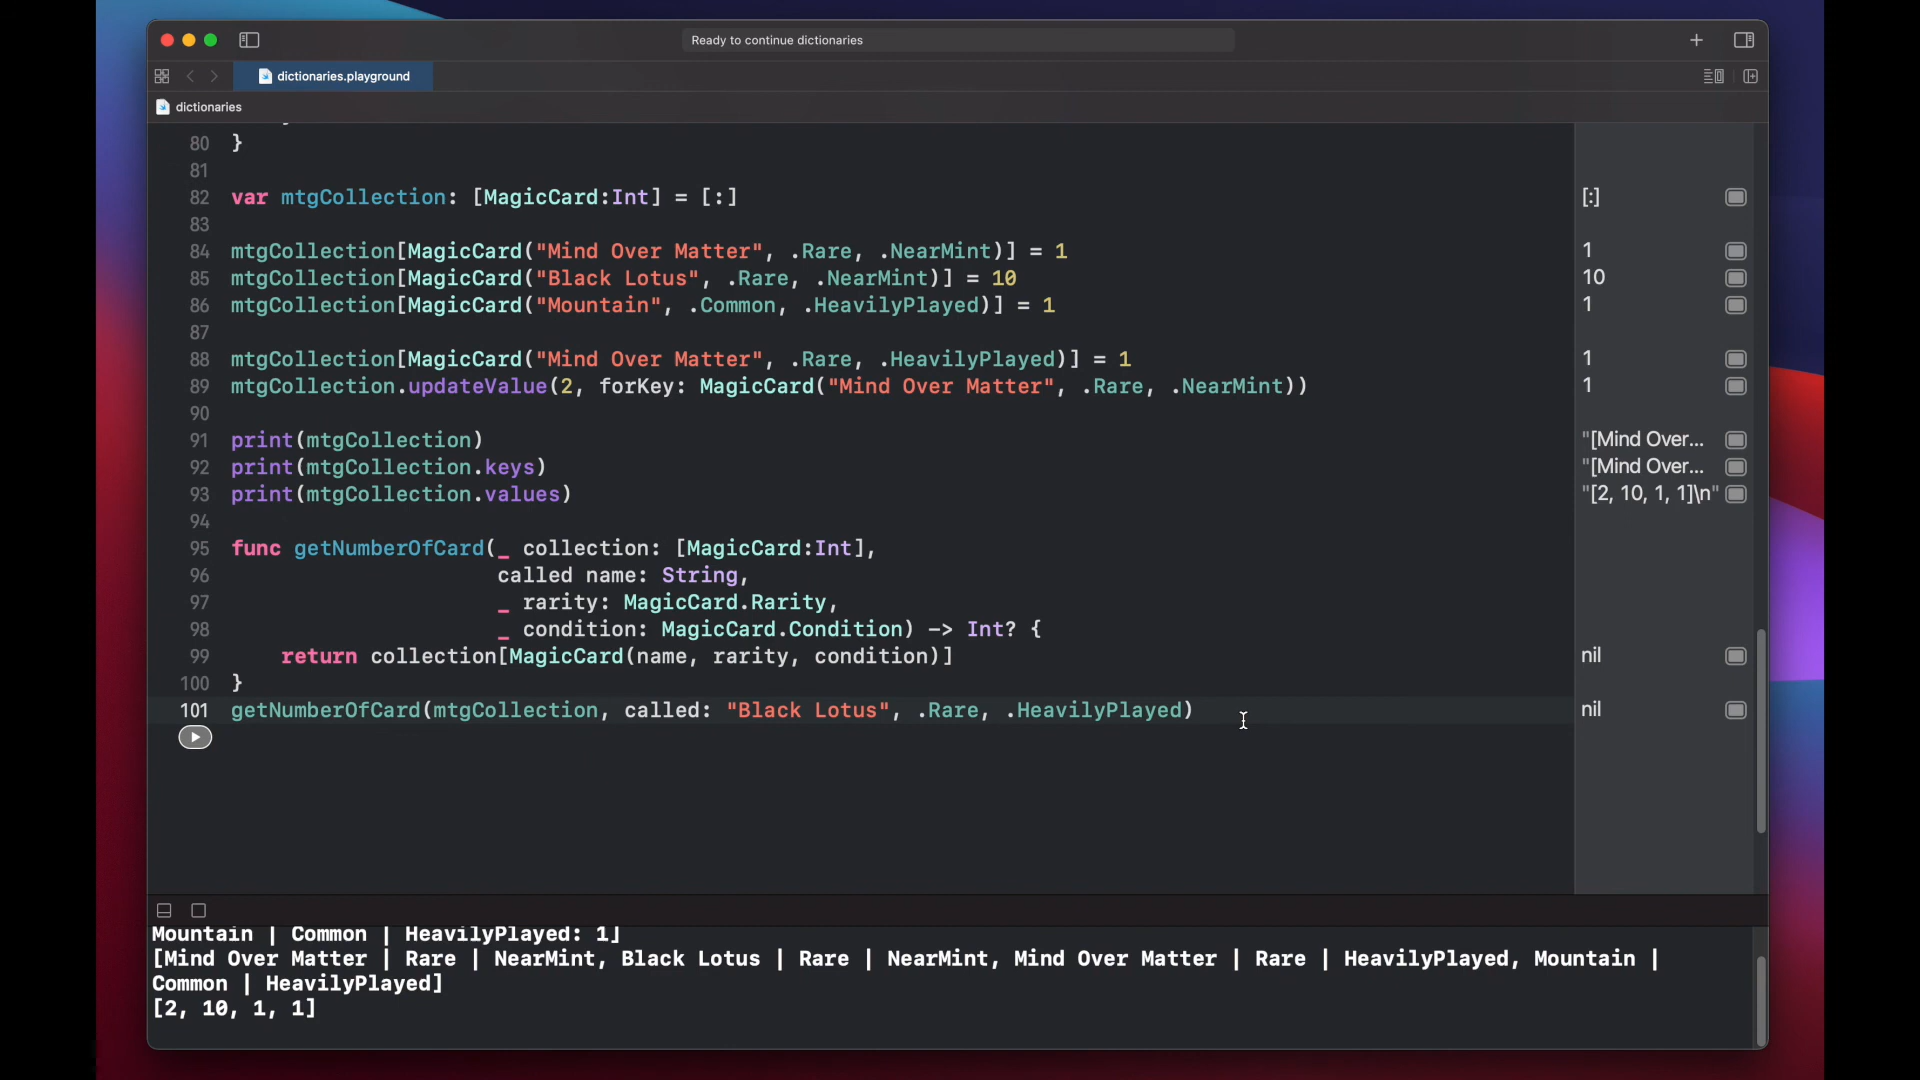 Ready to continue dictionaries
dictionaries.playground
dictionaries
80 }
81
82 var mtgCollection: [MagicCard:Int] = [:] [:]
83
84 mtgCollection[MagicCard("Mind Over Matter", .Rare, .NearMint)] = 1 1
85 mtgCollection[MagicCard("Black Lotus", .Rare, .NearMint)] = 10 10
86 mtgCollection[MagicCard("Mountain", .Common, .HeavilyPlayed)] = 1 1
87
88 mtgCollection[MagicCard("Mind Over Matter", .Rare, .HeavilyPlayed)] = 1 1
89 mtgCollection.updateValue(2, forKey: MagicCard("Mind Over Matter", .Rare, .NearMint)) 1
90
91 print(mtgCollection) "[Mind Over...
92 print(mtgCollection.keys) "[Mind Over...
93 print(mtgCollection.values) "[2, 10, 1, 1]\n"
94
95 func getNumberOfCard(_ collection: [MagicCard:Int],
96 called name: String,
97 _ rarity: MagicCard.Rarity,
98 _ condition: MagicCard.Condition) -> Int? {
99 return collection[MagicCard(name, rarity, condition)] nil
100 }
101 getNumberOfCard(mtgCollection, called: "Black Lotus", .Rare, .HeavilyPlayed) nil
Mountain | Common | HeavilyPlayed: 1]
[Mind Over Matter | Rare | NearMint, Black Lotus | Rare | NearMint, Mind Over Matter | Rare | HeavilyPlayed, Mountain |
Common | HeavilyPlayed]
[2, 10, 1, 1]